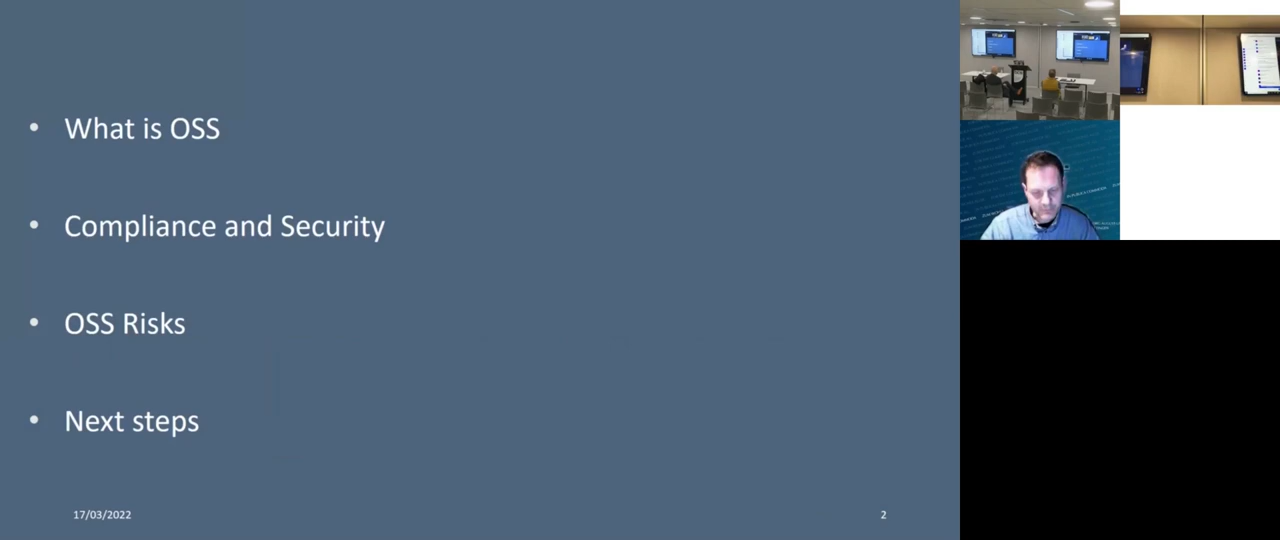 • What is OSS
• Compliance and Security
• OSS Risks
• Next steps
17/03/2022
2